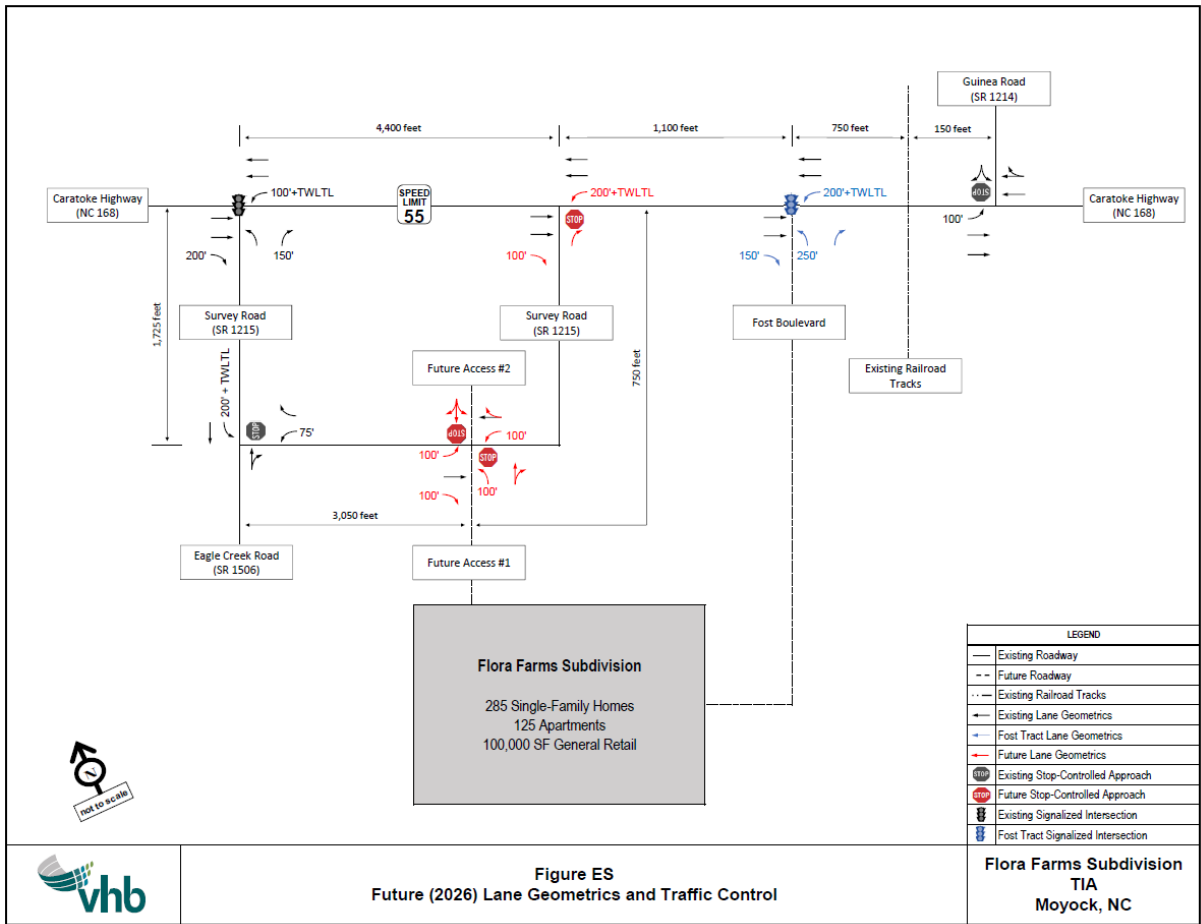 Guinea Road
(SR 1214)
4,400 feet
1,100 feet
750 feet
150 feet
Caratoke Highway
(NC 168)
100'+TWLTL
SPEED
LIMIT
55
200'+TWLTL
STOP
200'+TWLTL
STOP
100'
Caratoke Highway
(NC 168)
200'
150'
100'
150'
250'
1,725 feet
Survey Road
(SR 1215)
Survey Road
(SR 1215)
Fost Boulevard
750 feet
Existing Railroad
Tracks
Future Access #2
200' + TWLTL
STOP
75'
STOP
100'
100'
STOP
100'
100'
3,050 feet
Eagle Creek Road
(SR 1506)
Future Access #1
Flora Farms Subdivision
285 Single-Family Homes
125 Apartments
100,000 SF General Retail
N
not to scale
LEGEND
Existing Roadway
Future Roadway
Existing Railroad Tracks
Existing Lane Geometrics
Fost Tract Lane Geometrics
Future Lane Geometrics
STOP Existing Stop-Controlled Approach
STOP Future Stop-Controlled Approach
Existing Signalized Intersection
Fost Tract Signalized Intersection
vhb
Figure ES
Future (2026) Lane Geometrics and Traffic Control
Flora Farms Subdivision
TIA
Moyock, NC